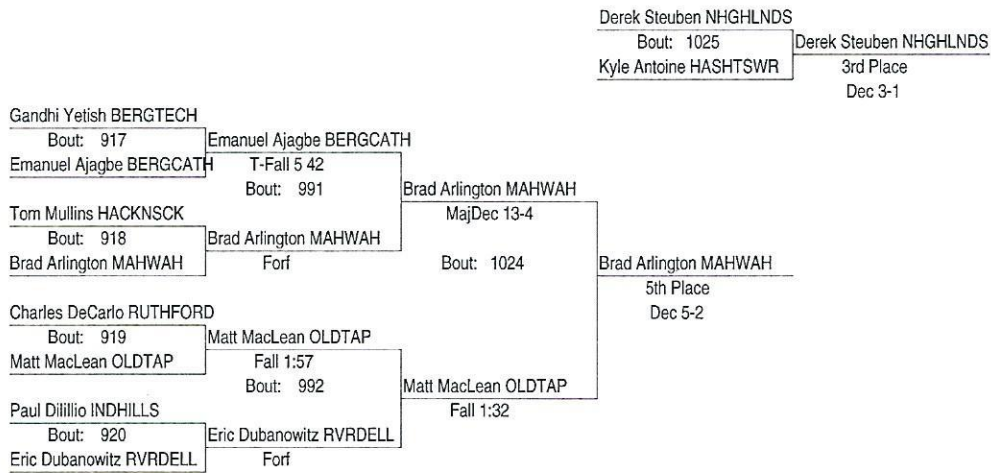 Derek Steuben NHGHLNDS
Bout: 1025
Derek Steuben NHGHLNDS
Kyle Antoine HASHTSWR
3rd Place
Dec 3-1
Gandhi Yetish BERGTECH
Bout: 917
Emanuel Ajagbe BERGCATH
Emanuel Ajagbe BERGCATH
T-Fall 5 42
Bout: 991
Brad Arlington MAHWAH
Tom Mullins HACKNSCK
MajDec 13-4
Bout: 918
Brad Arlington MAHWAH
Brad Arlington MAHWAH
Forf
Bout: 1024
Brad Arlington MAHWAH
5th Place
Charles DeCarlo RUTHFORD
Dec 5-2
Bout: 919
Matt MacLean OLDTAP
Matt MacLean OLDTAP
Fall 1:57
Bout: 992
Matt MacLean OLDTAP
Paul Dilillio INDHILLS
Fall 1:32
Bout: 920
Eric Dubanowitz RVRDELL
Eric Dubanowitz RVRDELL
Forf